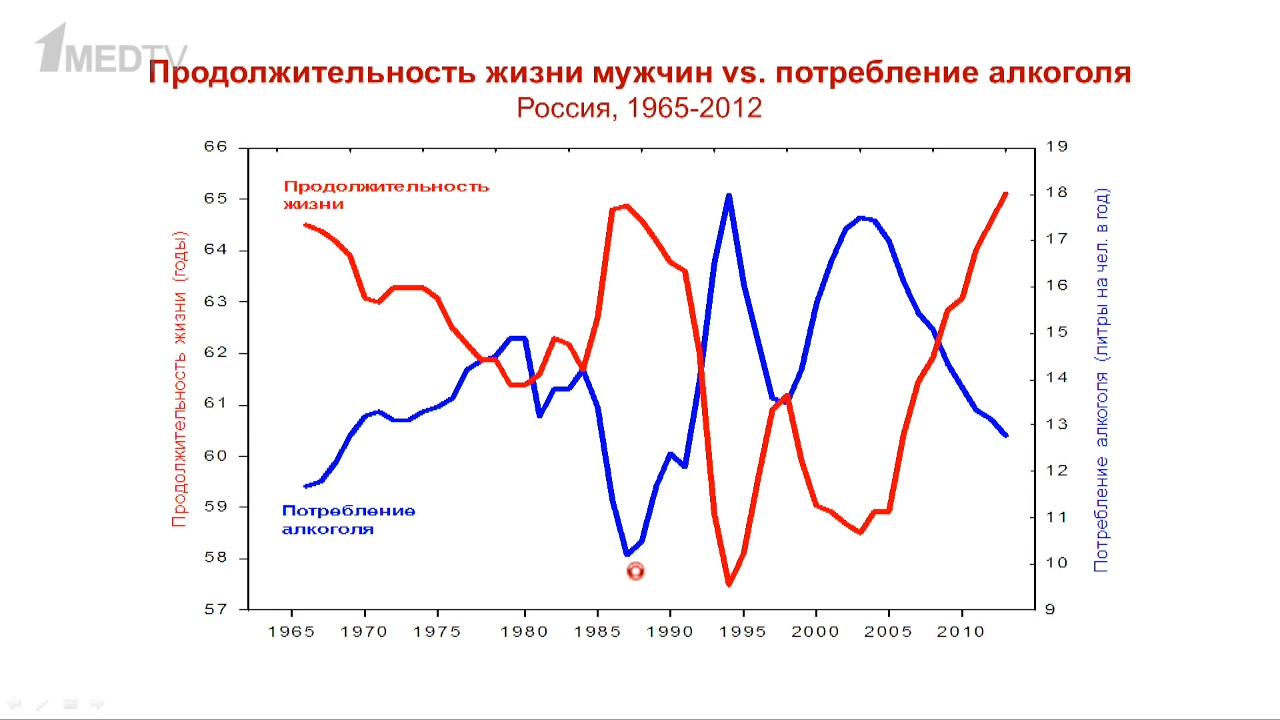 1MEDTV
Продолжительность жизни мужчин vs. потребление алкоголя
Россия, 1965-2012
66
65
64
63
62
61
60
59
58
57
Продолжительность жизни (годы)
Продолжительность
жизни
Потребление
алкоголя
19
18
17
16
15
14
13
12
11
10
9
Потребление алкоголя (литры на чел. в год)
1965 1970 1975 1980 1985 1990 1995 2000 2005 2010